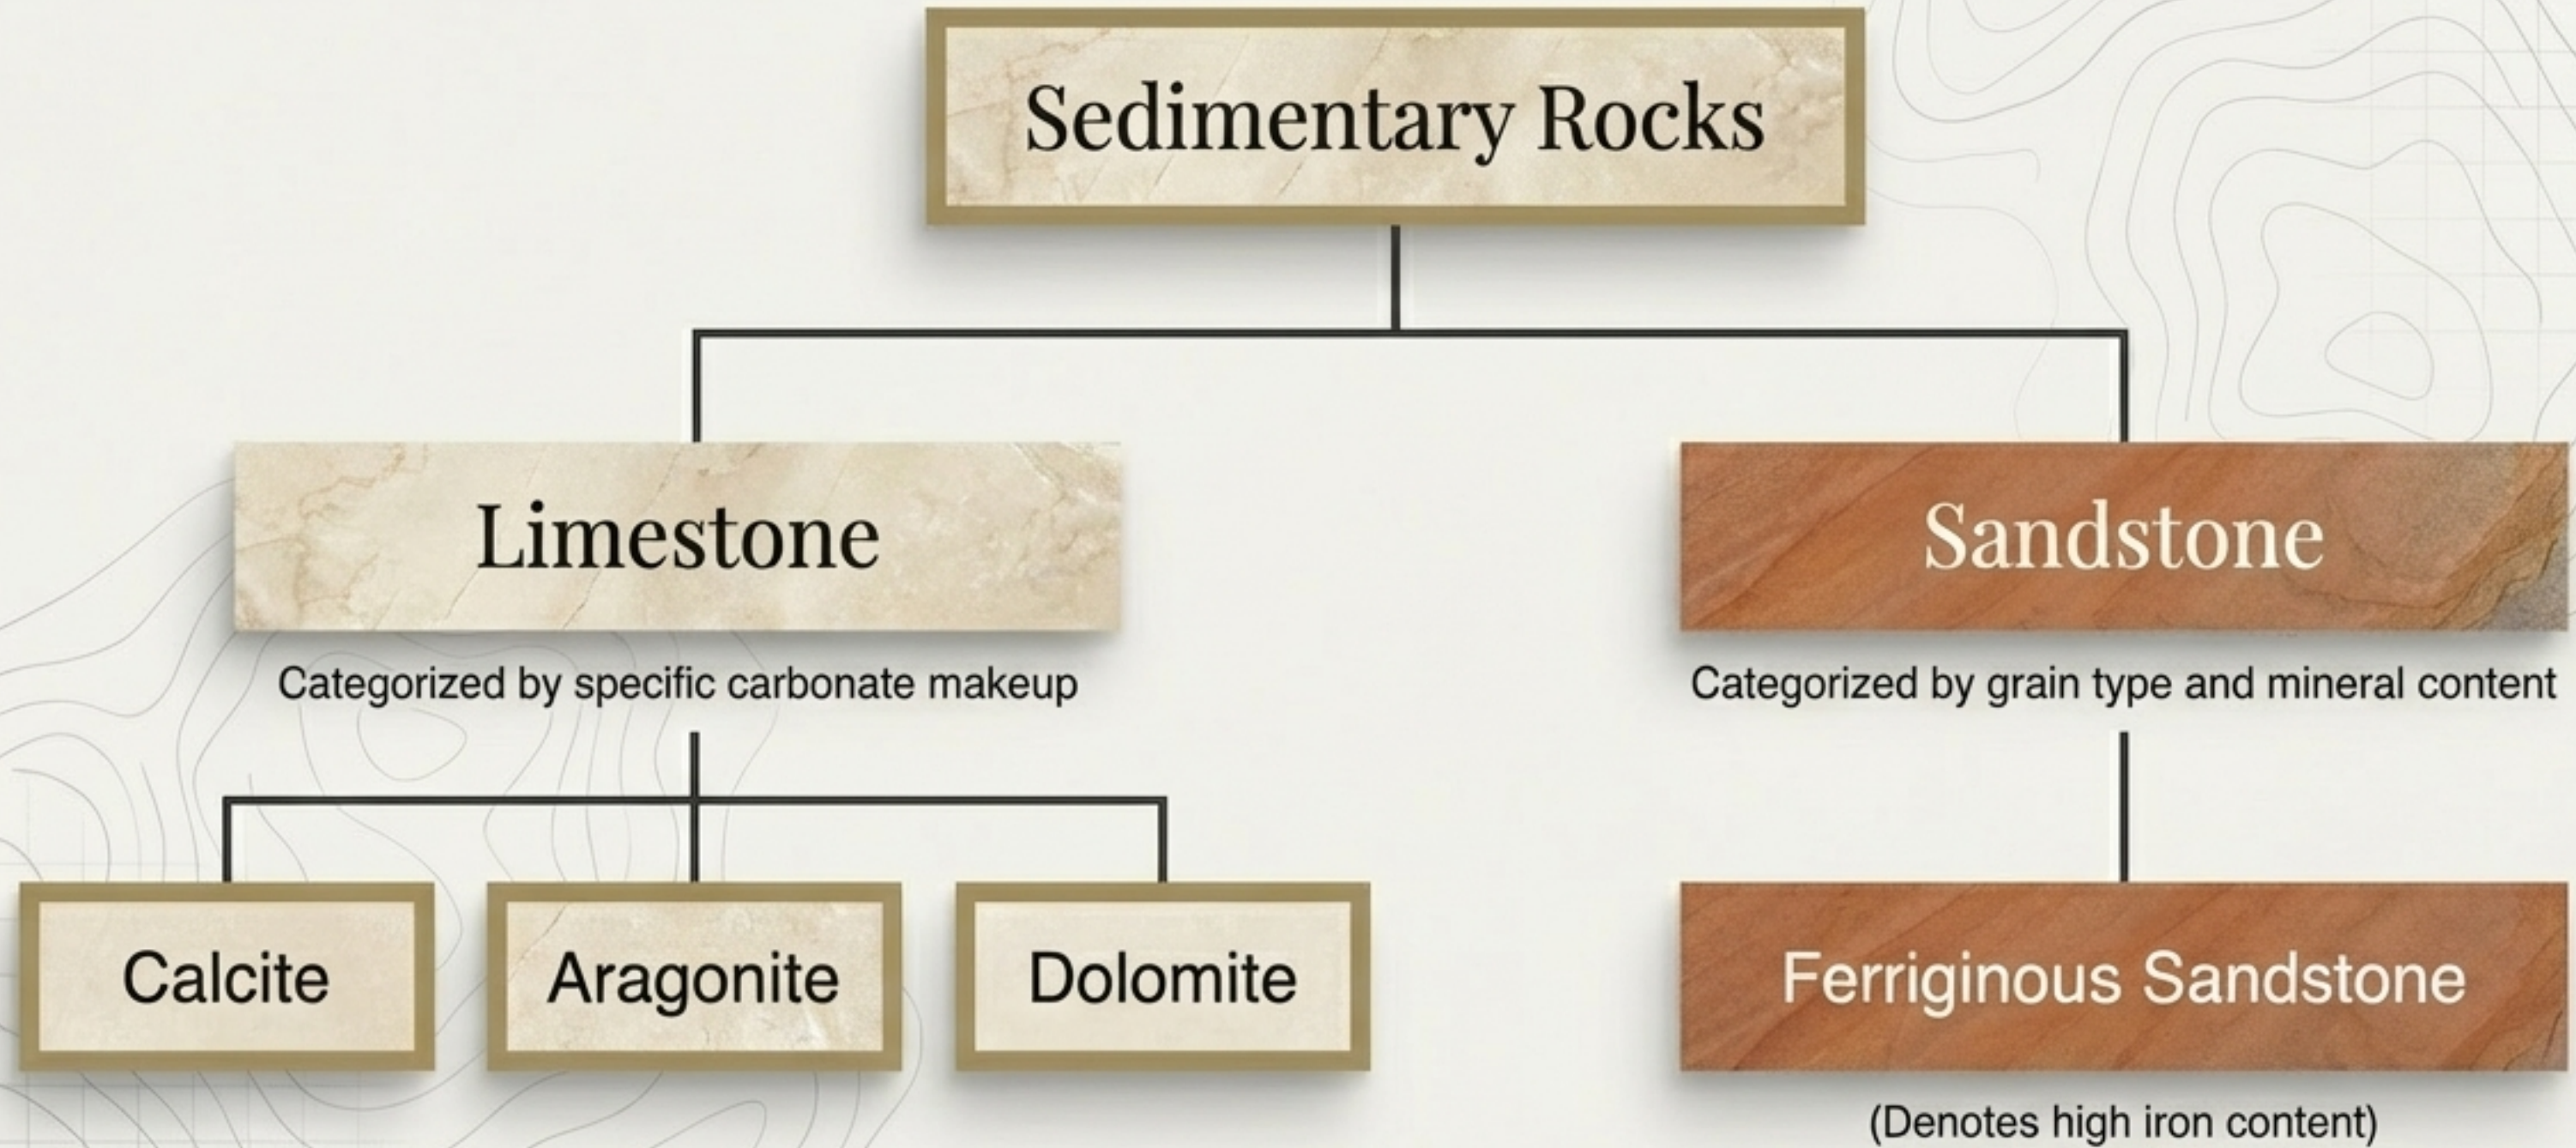 Sedimentary Rocks
Limestone
Sandstone
Categorized by specific carbonate makeup
Categorized by grain type and mineral content
Calcite
Aragonite
Dolomite
Ferriginous Sandstone
(Denotes high iron content)